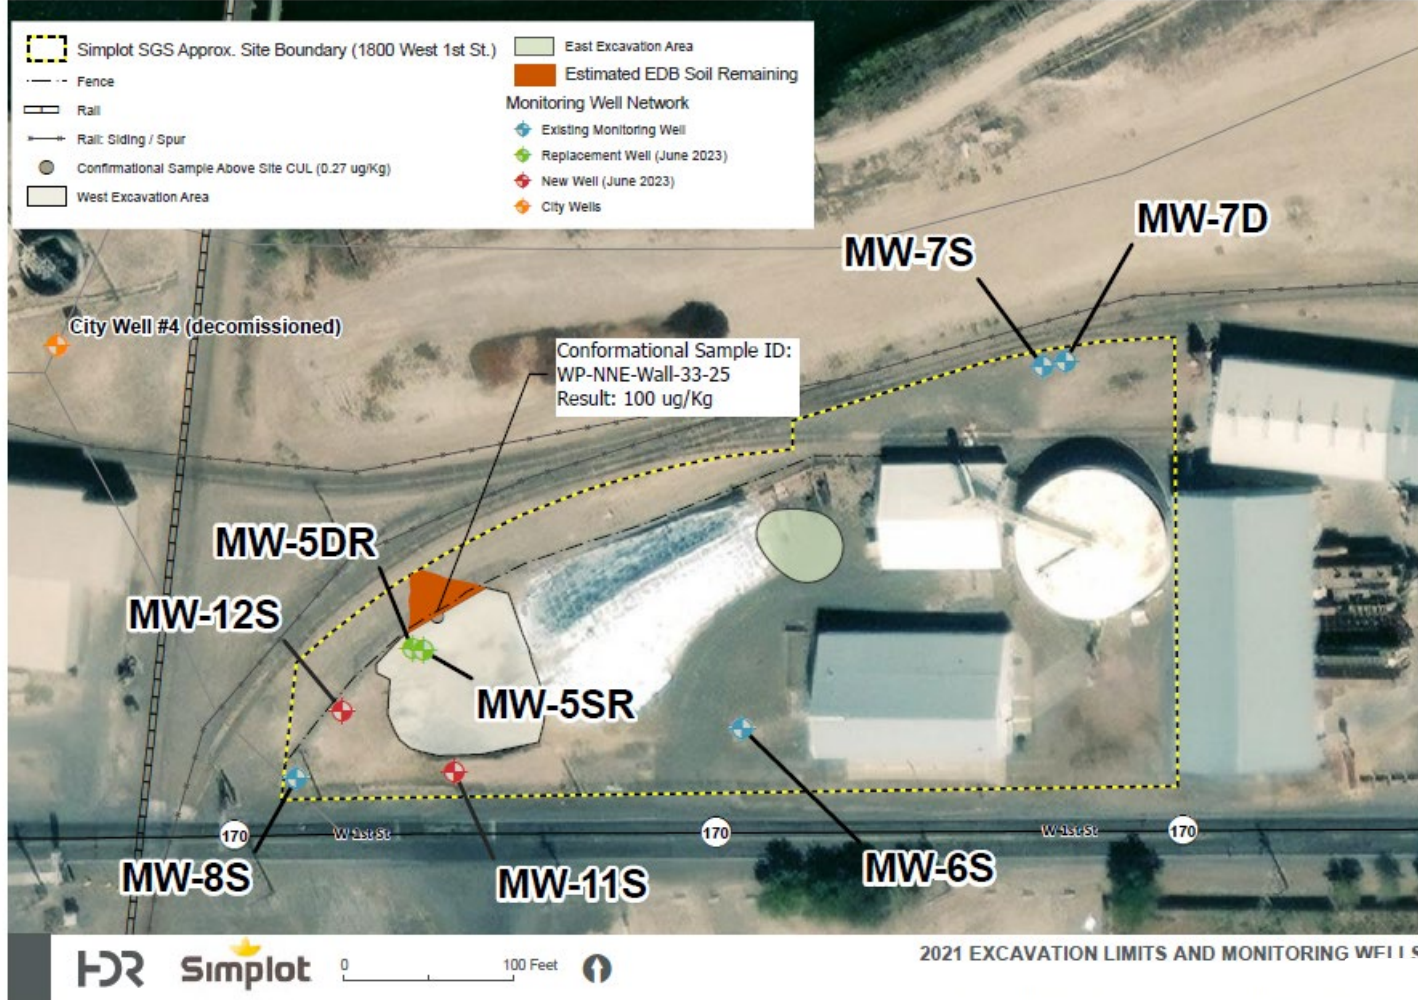 Simplot SGS Approx. Site Boundary (1800 West 1st St.)
Fence
Rail
Rail: Siding / Spur
Confirmational Sample Above Site CUL (0.27 ug/Kg)
West Excavation Area
East Excavation Area
Estimated EDB Soil Remaining
Monitoring Well Network
Existing Monitoring Well
Replacement Well (June 2023)
New Well (June 2023)
City Wells
MW-7D
MW-7S
City Well #4 (decomissioned)
Conformational Sample ID:
WP-NNE-Wall-33-25
Result: 100 ug/Kg
MW-5DR
MW-12S
MW-5SR
170
W 1st St
170
W 1st St
170
MW-8S
MW-11S
MW-6S
HDR
Simplot
0
100 Feet
2021 EXCAVATION LIMITS AND MONITORING WELLS